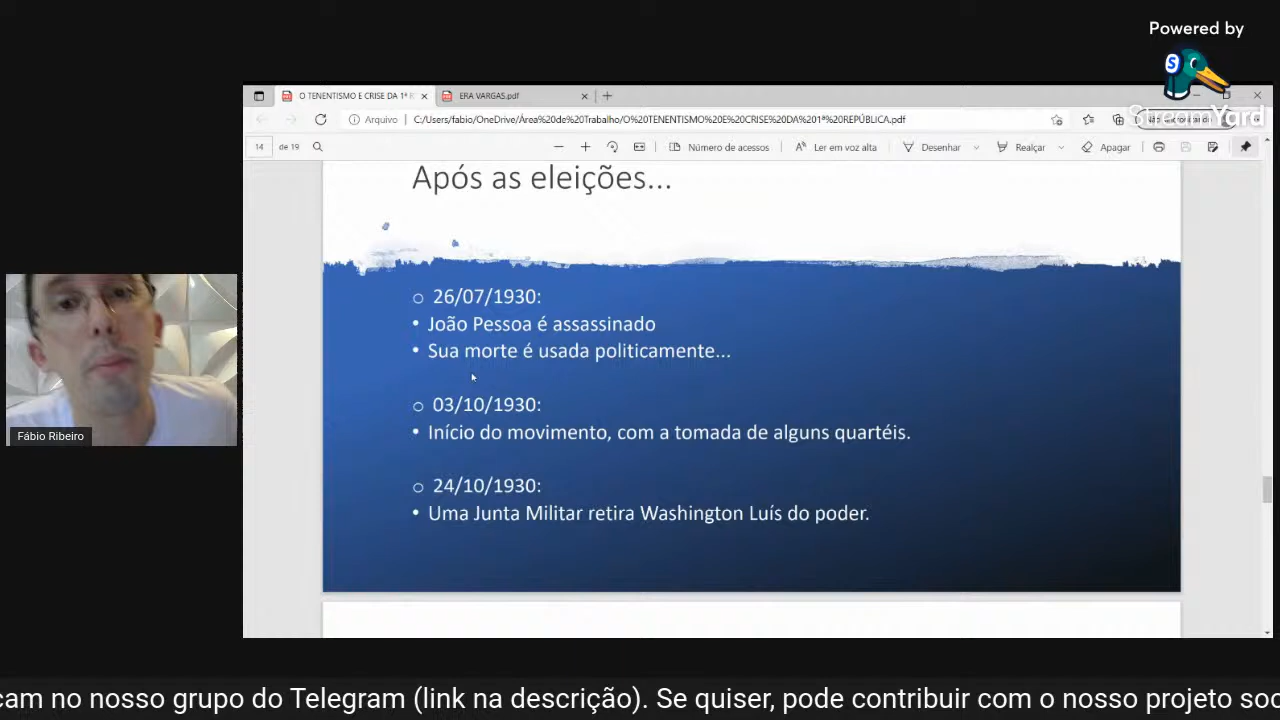 Powered by
StreamYard
O TENENTISMO E CRISE DA 1ª
ERA VARGAS.pdf
Arquivo
C:/Users/fabio/OneDrive/Área%20de%20Trabalho/O%20TENENTISMO%20E%20CRISE%20DA%201ª%20REPÚBLICA.pdf
14 de 19
Número de acessos
Ler em voz alta
Desenhar
Realçar
Apagar
Após as eleições...
26/07/1930:
• João Pessoa é assassinado
• Sua morte é usada politicamente...
03/10/1930:
• Início do movimento, com a tomada de alguns quartéis.
24/10/1930:
• Uma Junta Militar retira Washington Luís do poder.
Fábio Ribeiro
cam no nosso grupo do Telegram (link na descrição). Se quiser, pode contribuir com o nosso projeto soc